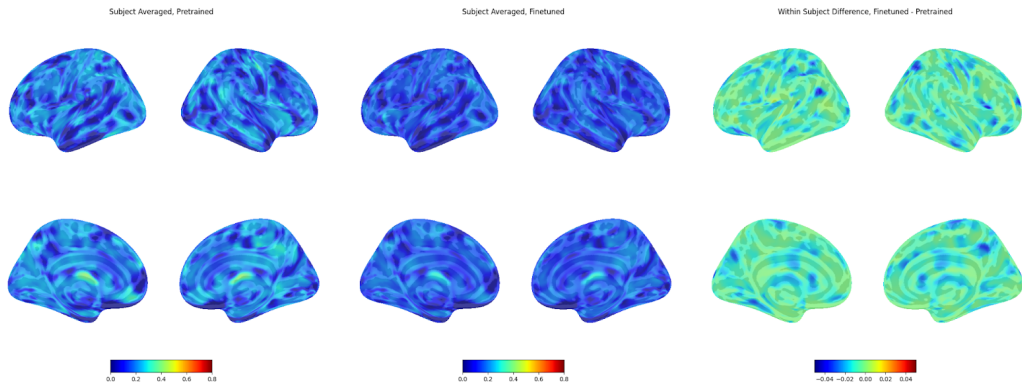 Subject Averaged, Pretrained
Subject Averaged, Finetuned
Within Subject Difference, Finetuned - Pretrained
0.0 0.2 0.4 0.6 0.8
0.0 0.2 0.4 0.6 0.8
−0.04 −0.02 0.00 0.02 0.04